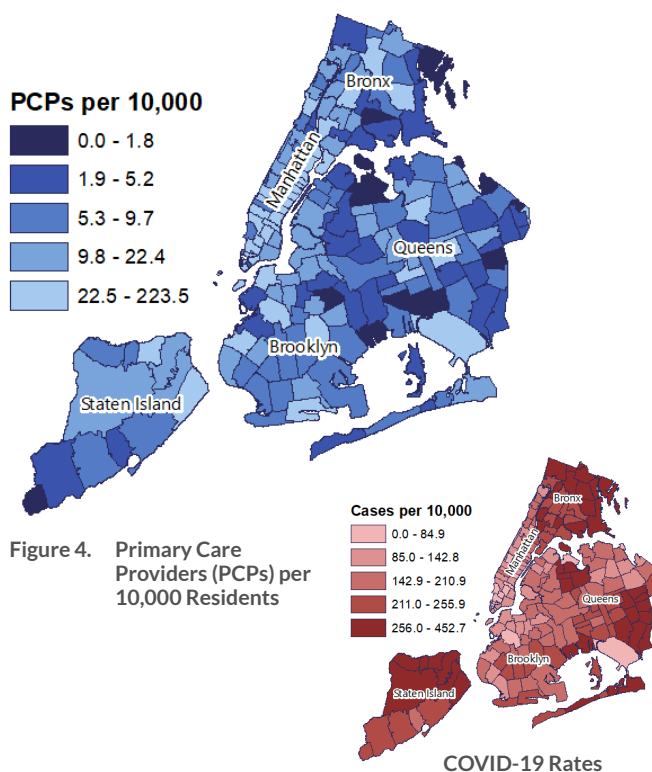 PCPs per 10,000
0.0 - 1.8
1.9 - 5.2
5.3 - 9.7
9.8 - 22.4
22.5 - 223.5
Bronx
Manhattan
Queens
Brooklyn
Staten Island
Figure 4. Primary Care
Providers (PCPs) per
10,000 Residents
Cases per 10,000
0.0 - 84.9
85.0 - 142.8
142.9 - 210.9
211.0 - 255.9
256.0 - 452.7
Bronx
Manhattan
Queens
Brooklyn
Staten Island
COVID-19 Rates